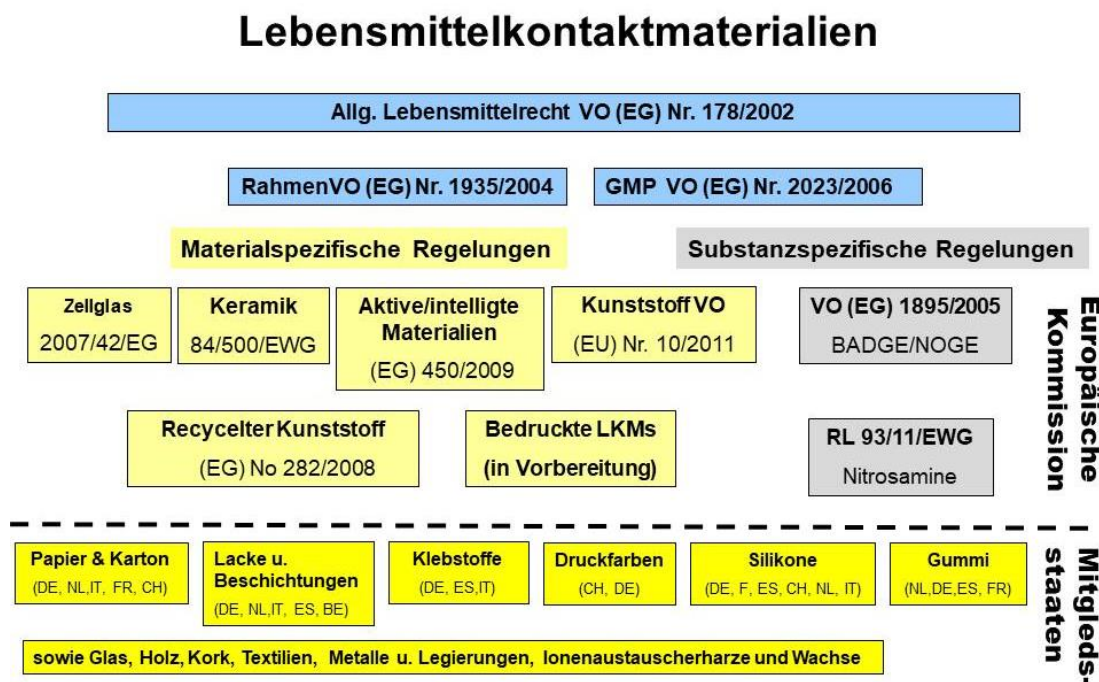 Lebensmittelkontaktmaterialien
Allg. Lebensmittelrecht VO (EG) Nr. 178/2002
RahmenVO (EG) Nr. 1935/2004
GMP VO (EG) Nr. 2023/2006
Materialspezifische Regelungen
Substanzspezifische Regelungen
Zellglas
2007/42/EG
Keramik
84/500/EWG
Aktive/intelligte
Materialien
(EG) 450/2009
Kunststoff VO
(EU) Nr. 10/2011
VO (EG) 1895/2005
BADGE/NOGE
Recycelter Kunststoff
(EG) No 282/2008
Bedruckte LKMs
(in Vorbereitung)
RL 93/11/EWG
Nitrosamine
Europäische
Kommission
Papier & Karton
(DE, NL,IT, FR, CH)
Lacke u.
Beschichtungen
(DE, NL,IT, ES, BE)
Klebstoffe
(DE, ES,IT)
Druckfarben
(CH, DE)
Silikone
(DE, F, ES, CH, NL, IT)
Gummi
(NL,DE,ES, FR)
sowie Glas, Holz, Kork, Textilien, Metalle u. Legierungen, Ionenaustauscherharze und Wachse
Mitglieds-
staaten